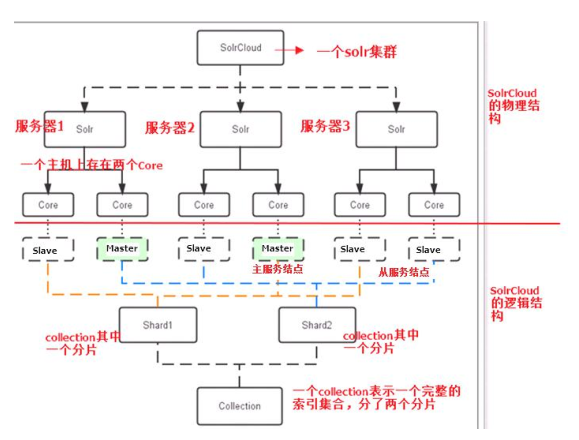 SolrCloud
一个solr集群
SolrCloud
的物理结
构
服务器1
Solr
服务器2
Solr
服务器3
Solr
一个主机上存在两个Core
Core
Core
Core
Core
Core
Core
Slave
Master
Slave
Master
Slave
Slave
主服务结点
从服务结点
SolrCloud
的逻辑结
构
Shard1
Shard2
collection其中
一个分片
collection其中
一个分片
Collection
一个collection表示一个完整的
索引集合，分了两个分片